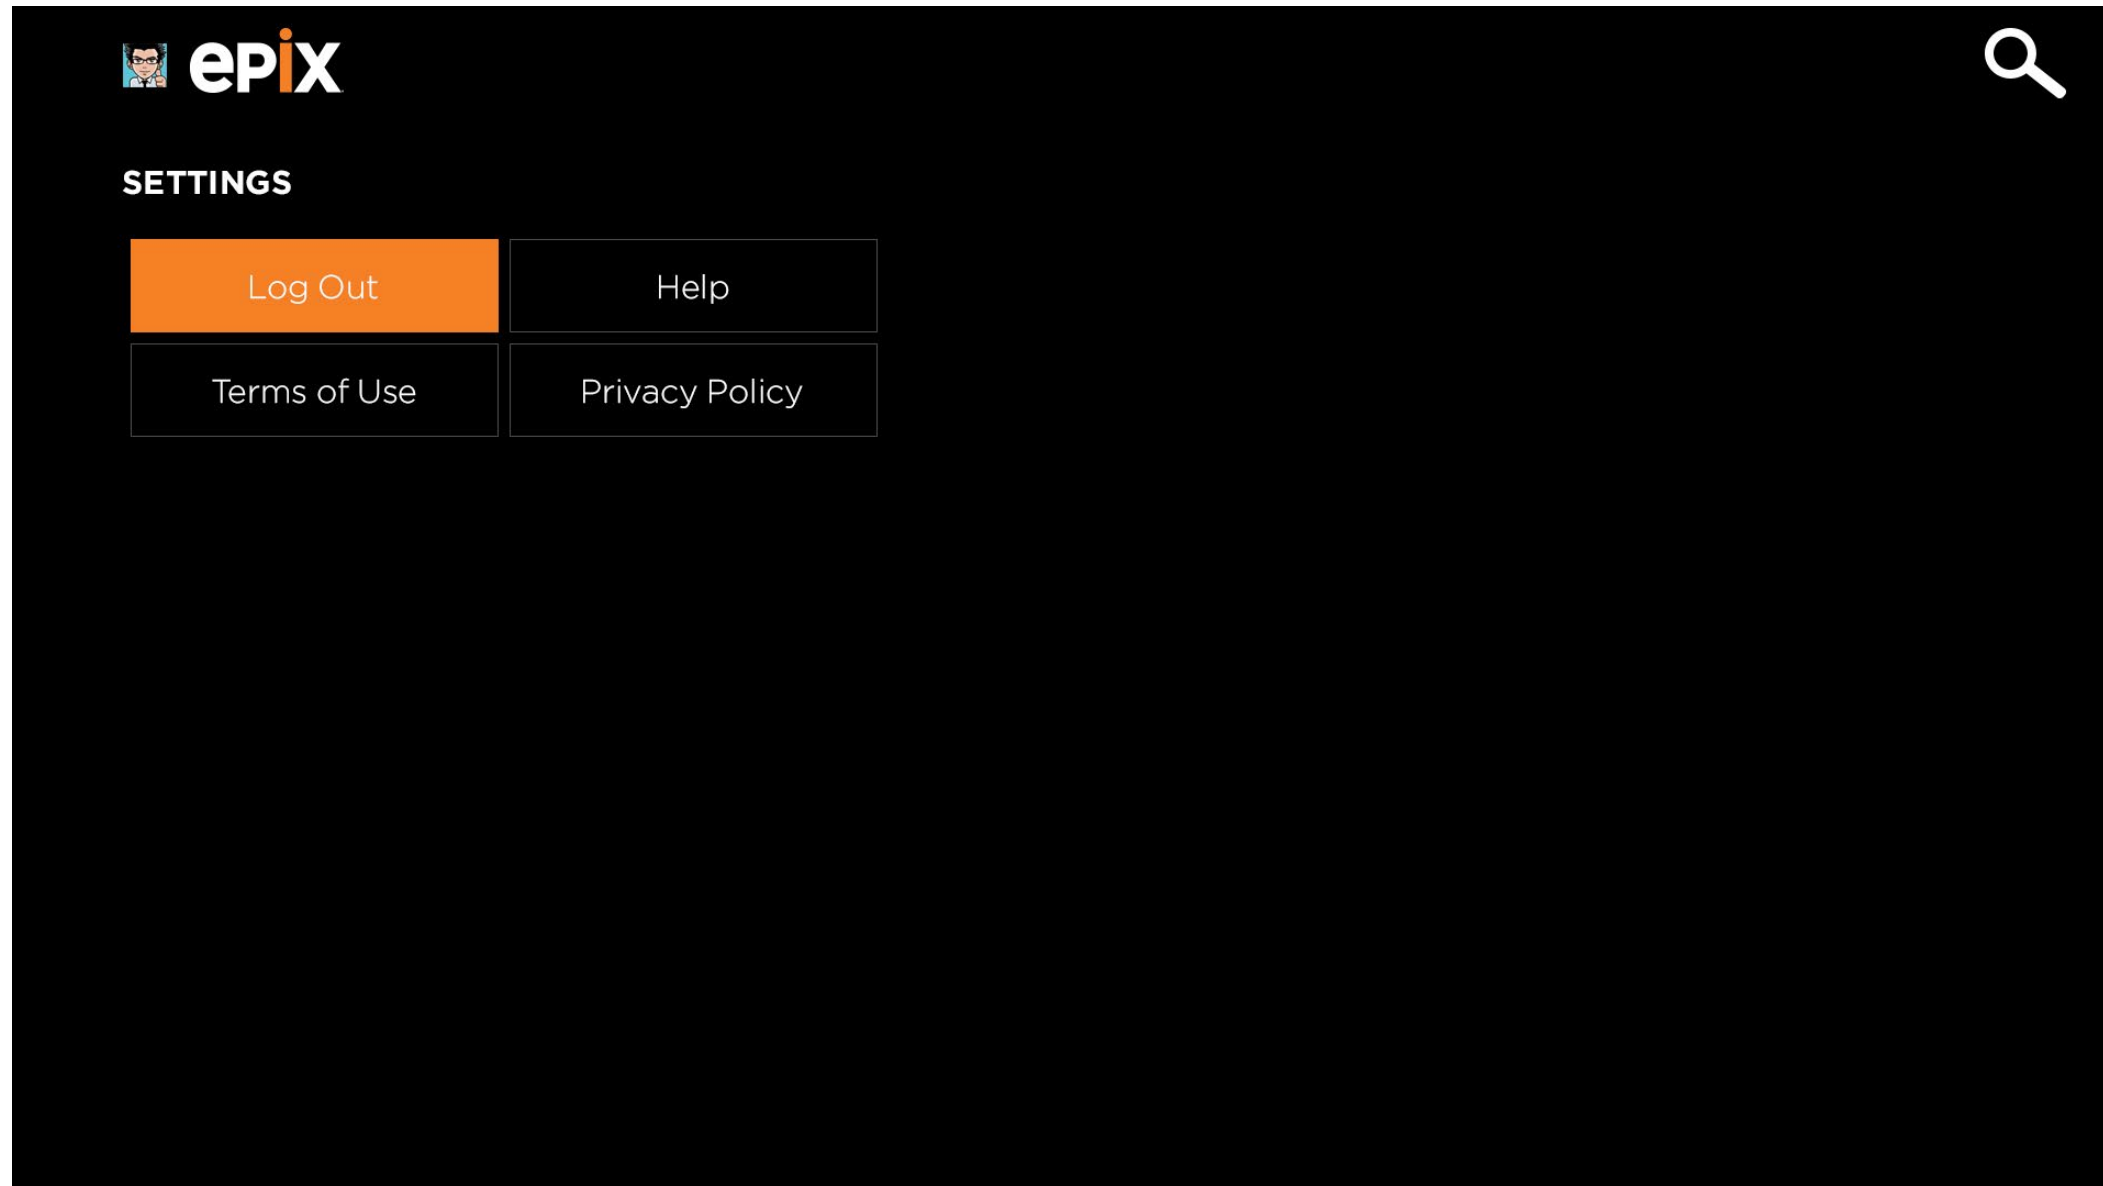 epix
SETTINGS
Log Out
Help
Terms of Use
Privacy Policy